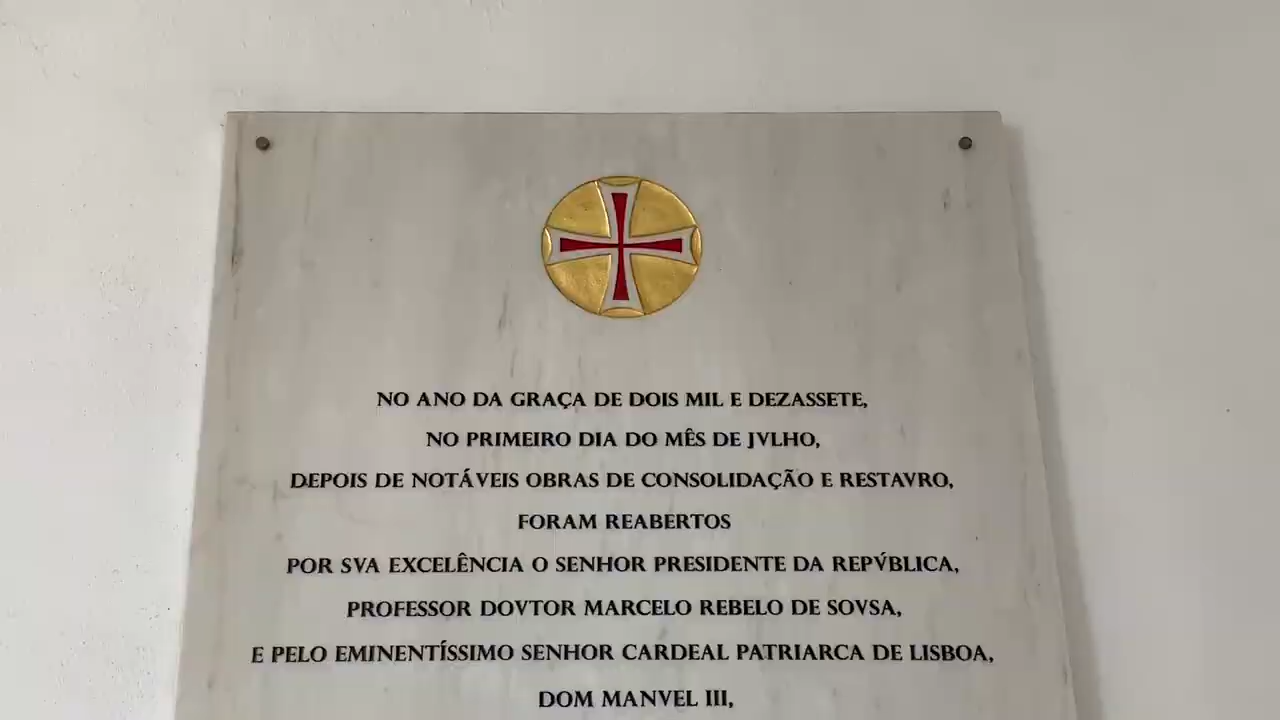 NO ANO DA GRAÇA DE DOIS MIL E DEZASSETE,
NO PRIMEIRO DIA DO MÊS DE JVLHO,
DEPOIS DE NOTÁVEIS OBRAS DE CONSOLIDAÇÃO E RESTAVRO,
FORAM REABERTOS
POR SVA EXCELÊNCIA O SENHOR PRESIDENTE DA REPV́BLICA,
PROFESSOR DOVTOR MARCELO REBELO DE SOVSA,
E PELO EMINENTÍSSIMO SENHOR CARDEAL PATRIARCA DE LISBOA,
DOM MANVEL III,